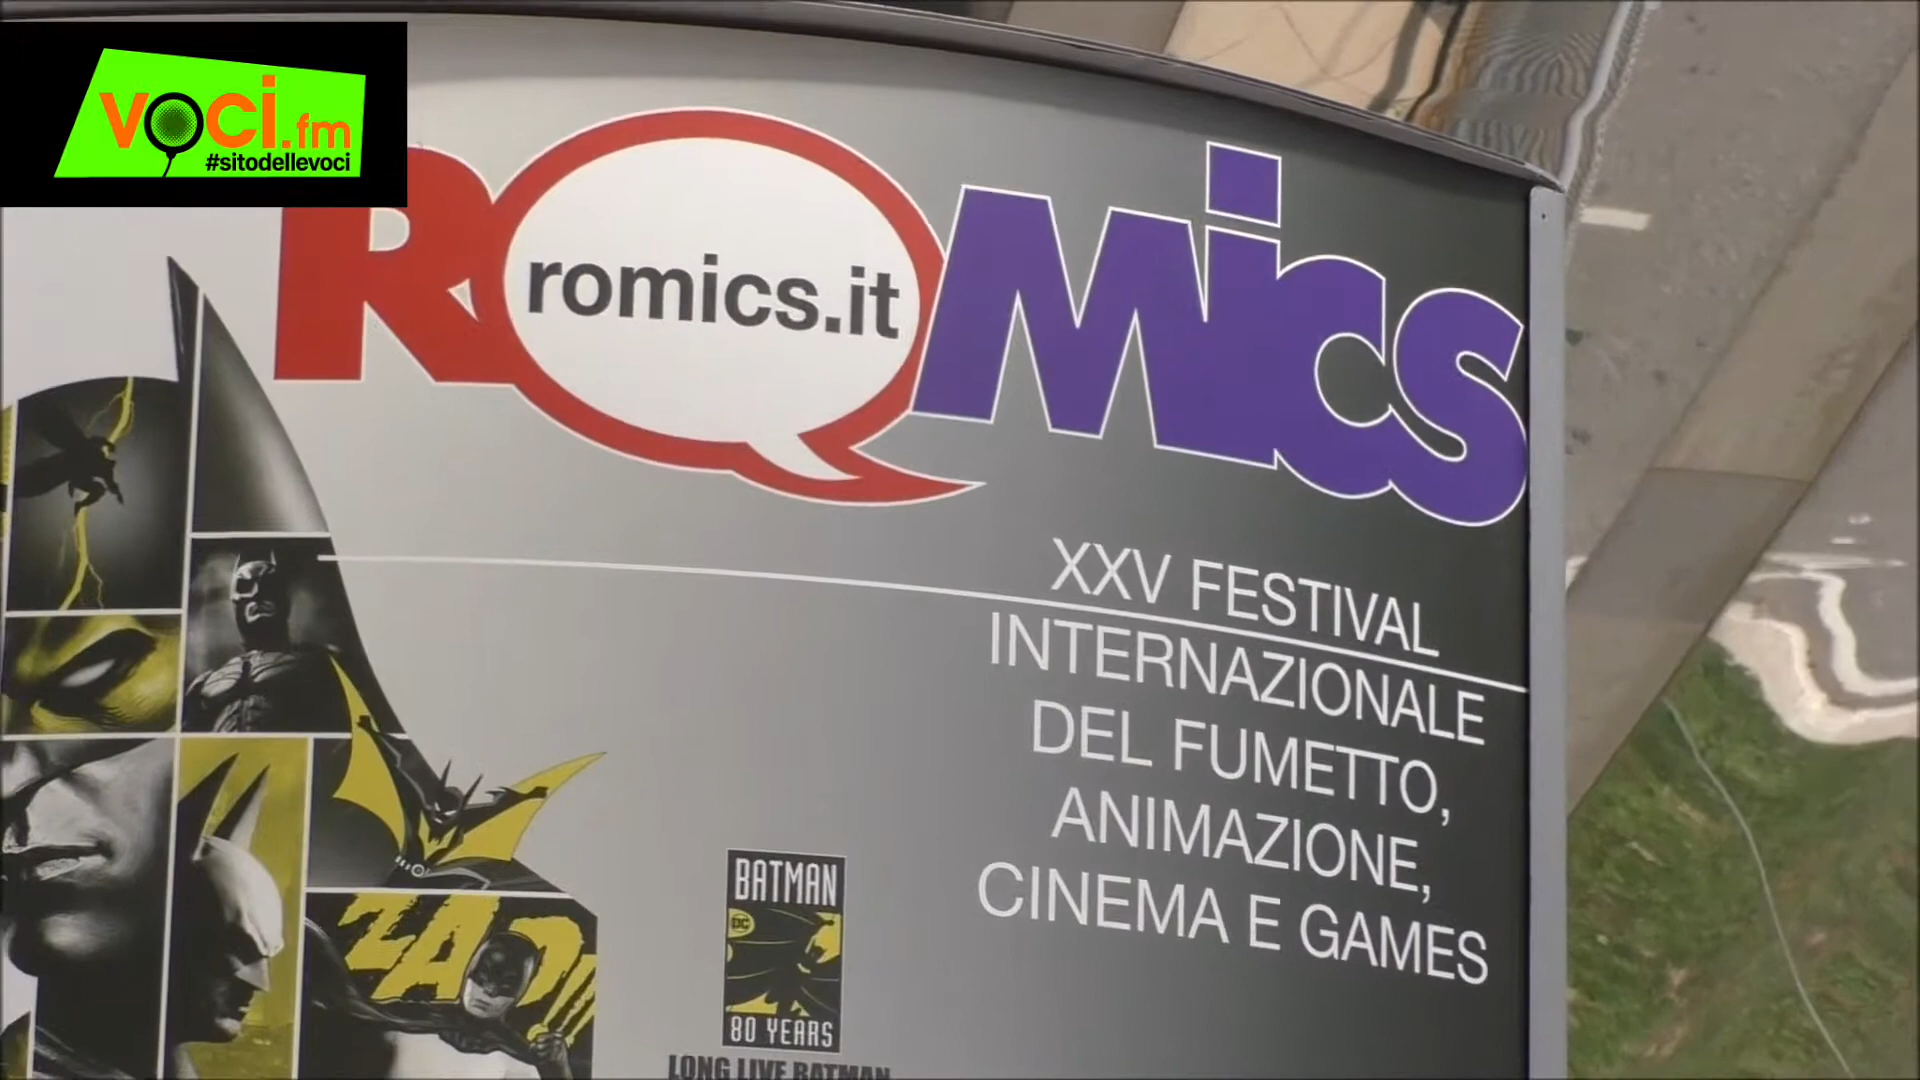 voci.fm
#sitodellevoci
ROMiCS
romics.it
XXV FESTIVAL
INTERNAZIONALE
DEL FUMETTO,
ANIMAZIONE,
CINEMA E GAMES
ZAP
BATMAN
DC
80 YEARS
LONG LIVE BATMAN